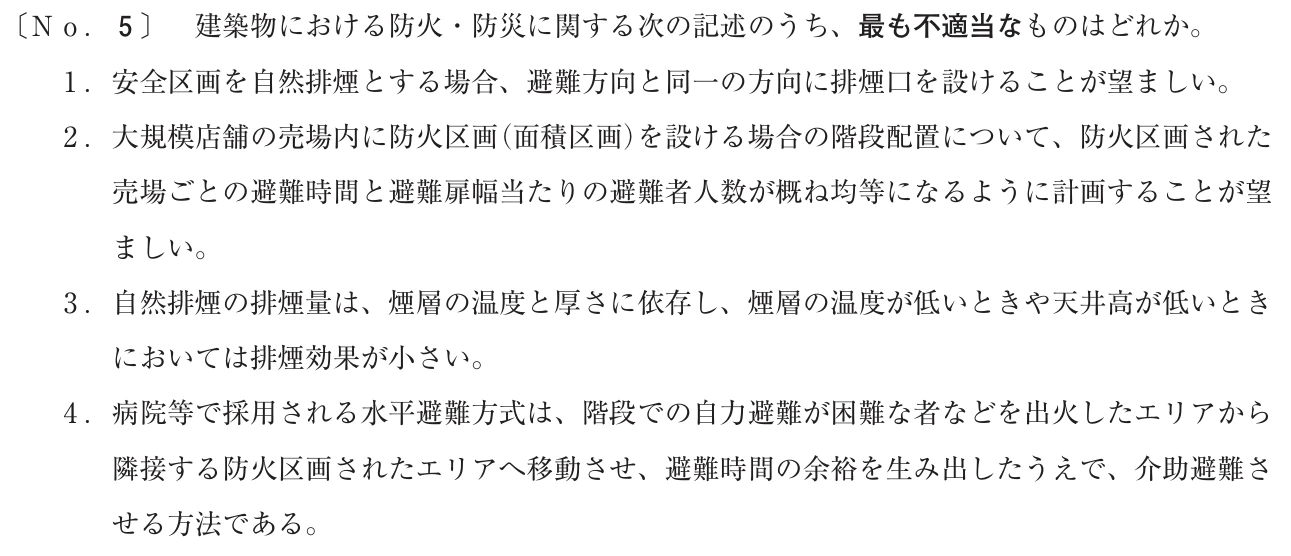 〔Ｎｏ．５〕　建築物における防火・防災に関する次の記述のうち、最も不適当なものはどれか。
１．安全区画を自然排煙とする場合、避難方向と同一の方向に排煙口を設けることが望ましい。
２．大規模店舗の売場内に防火区画(面積区画)を設ける場合の階段配置について、防火区画された
売場ごとの避難時間と避難扉幅当たりの避難者人数が概ね均等になるように計画することが望
ましい。
３．自然排煙の排煙量は、煙層の温度と厚さに依存し、煙層の温度が低いときや天井高が低いとき
においては排煙効果が小さい。
４．病院等で採用される水平避難方式は、階段での自力避難が困難な者などを出火したエリアから
隣接する防火区画されたエリアへ移動させ、避難時間の余裕を生み出したうえで、介助避難さ
せる方法である。